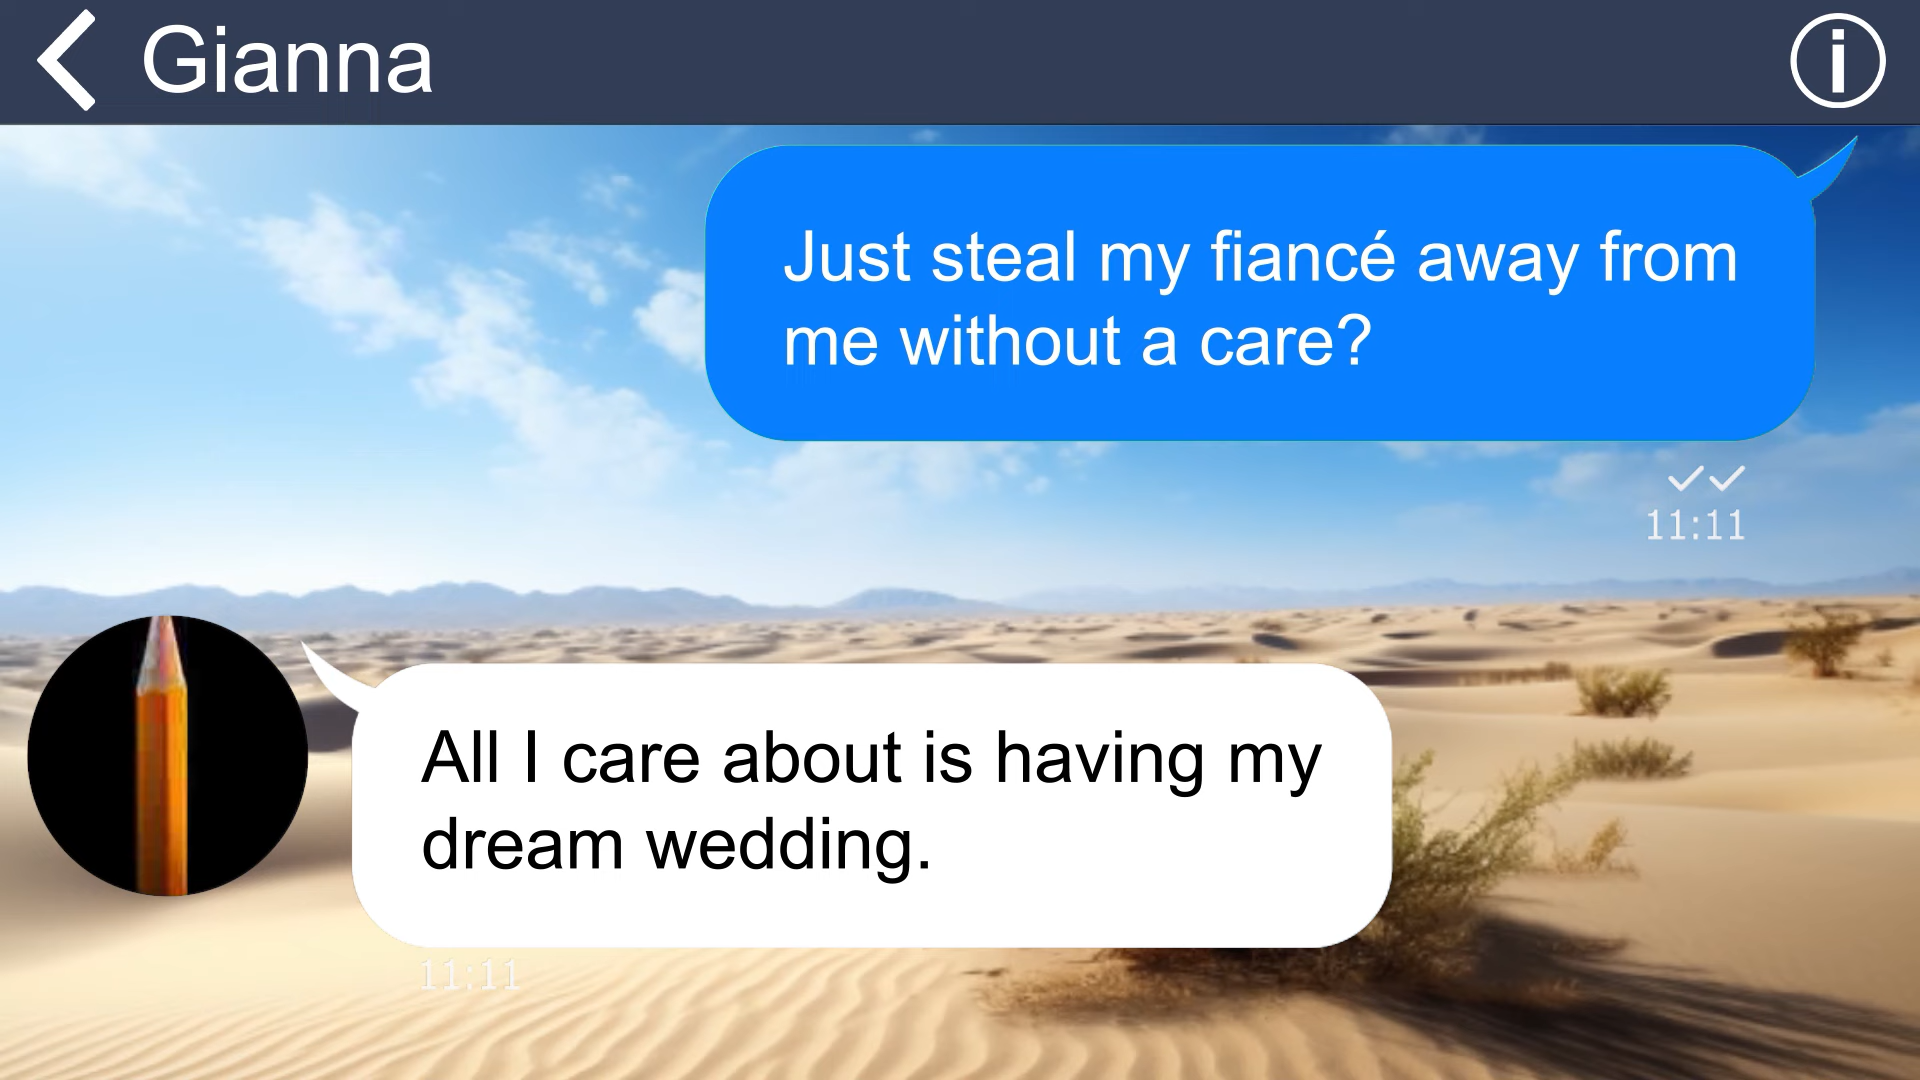 Gianna
Just steal my fiancé away from
me without a care?
11:11
All I care about is having my
dream wedding.
11:11